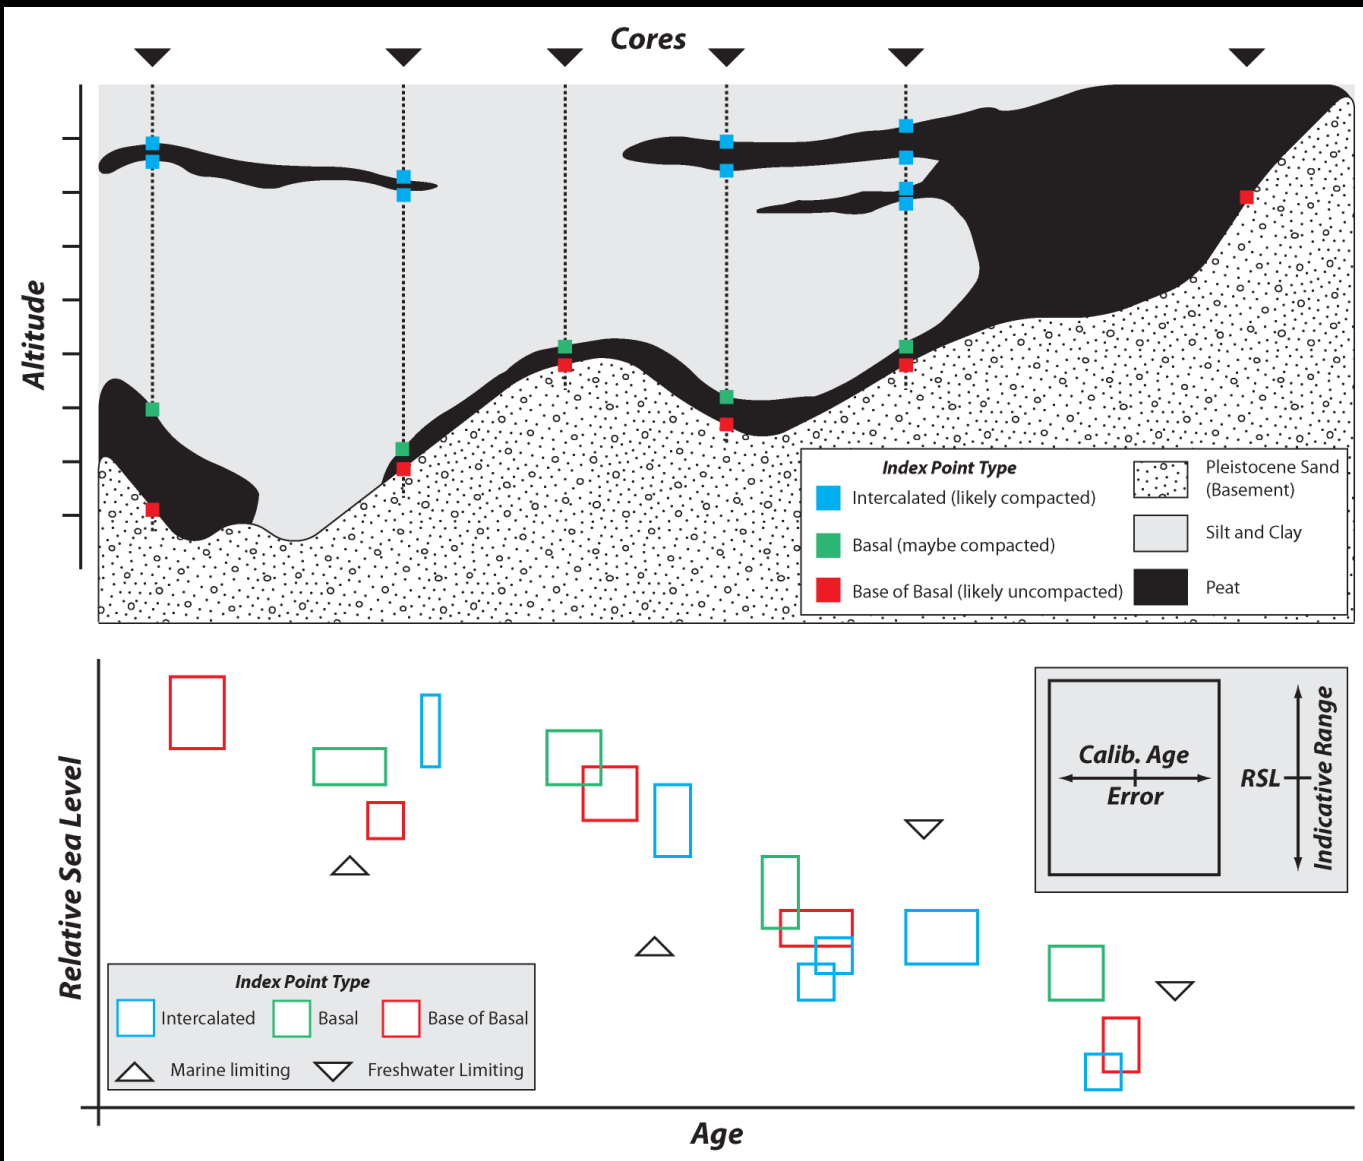 Cores
Altitude
Index Point Type
Intercalated (likely compacted)
Basal (maybe compacted)
Base of Basal (likely uncompacted)
Pleistocene Sand
(Basement)
Silt and Clay
Peat
Relative Sea Level
Calib. Age
Error
RSL
Indicative Range
Index Point Type
Intercalated
Basal
Base of Basal
Marine limiting
Freshwater Limiting
Age